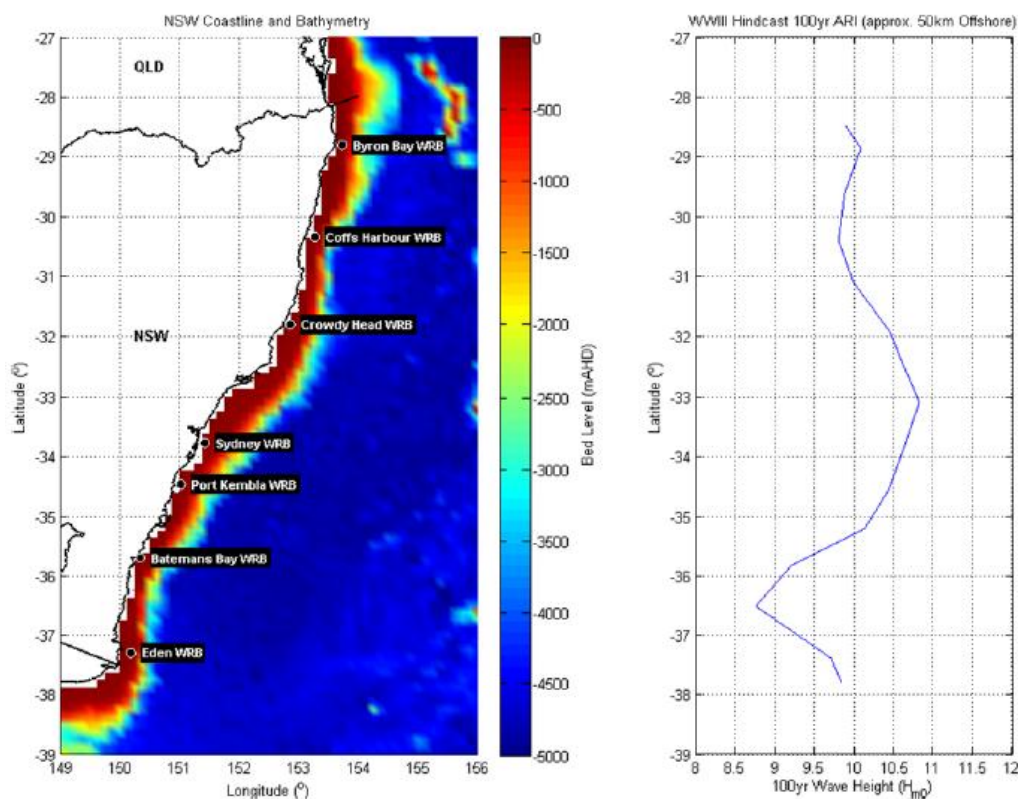 NSW Coastline and Bathymetry
-27
-28
-29
-30
-31
-32
-33
-34
-35
-36
-37
-38
-39
Latitude (º)
QLD
NSW
Byron Bay WRB
Coffs Harbour WRB
Crowdy Head WRB
Sydney WRB
Port Kembla WRB
Batemans Bay WRB
Eden WRB
149 150 151 152 153 154 155 156
Longitude (º)
0
-500
-1000
-1500
-2000
-2500
-3000
-3500
-4000
-4500
-5000
Bed Level (mAHD)
WWIII Hindcast 100yr ARI (approx. 50km Offshore)
-27
-28
-29
-30
-31
-32
-33
-34
-35
-36
-37
-38
-39
Latitude (º)
8 8.5 9 9.5 10 10.5 11 11.5 12
100yr Wave Height (Hm0)